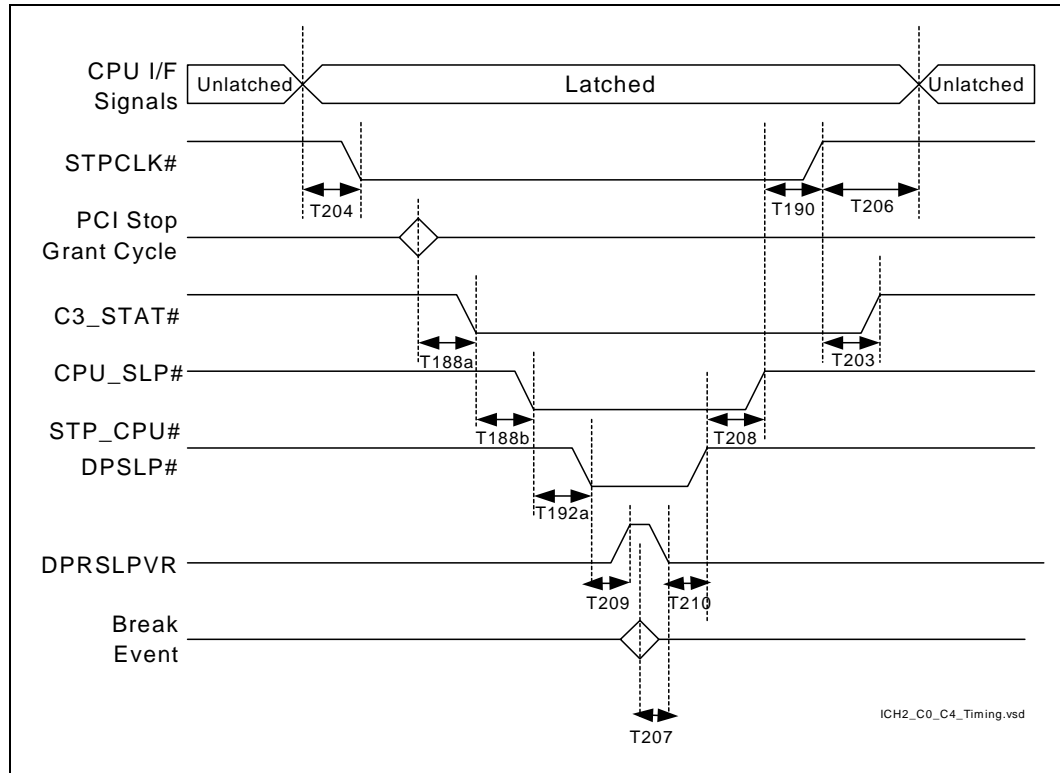 CPU I/F
Signals
Unlatched
Latched
Unlatched
STPCLK#
T204
T190
T206
PCI Stop
Grant Cycle
C3_STAT#
T188a
T203
CPU_SLP#
T188b
T208
STP_CPU#
DPSLP#
T192a
DPRSLPVR
T209
T210
Break
Event
T207
ICH2_C0_C4_Timing.vsd